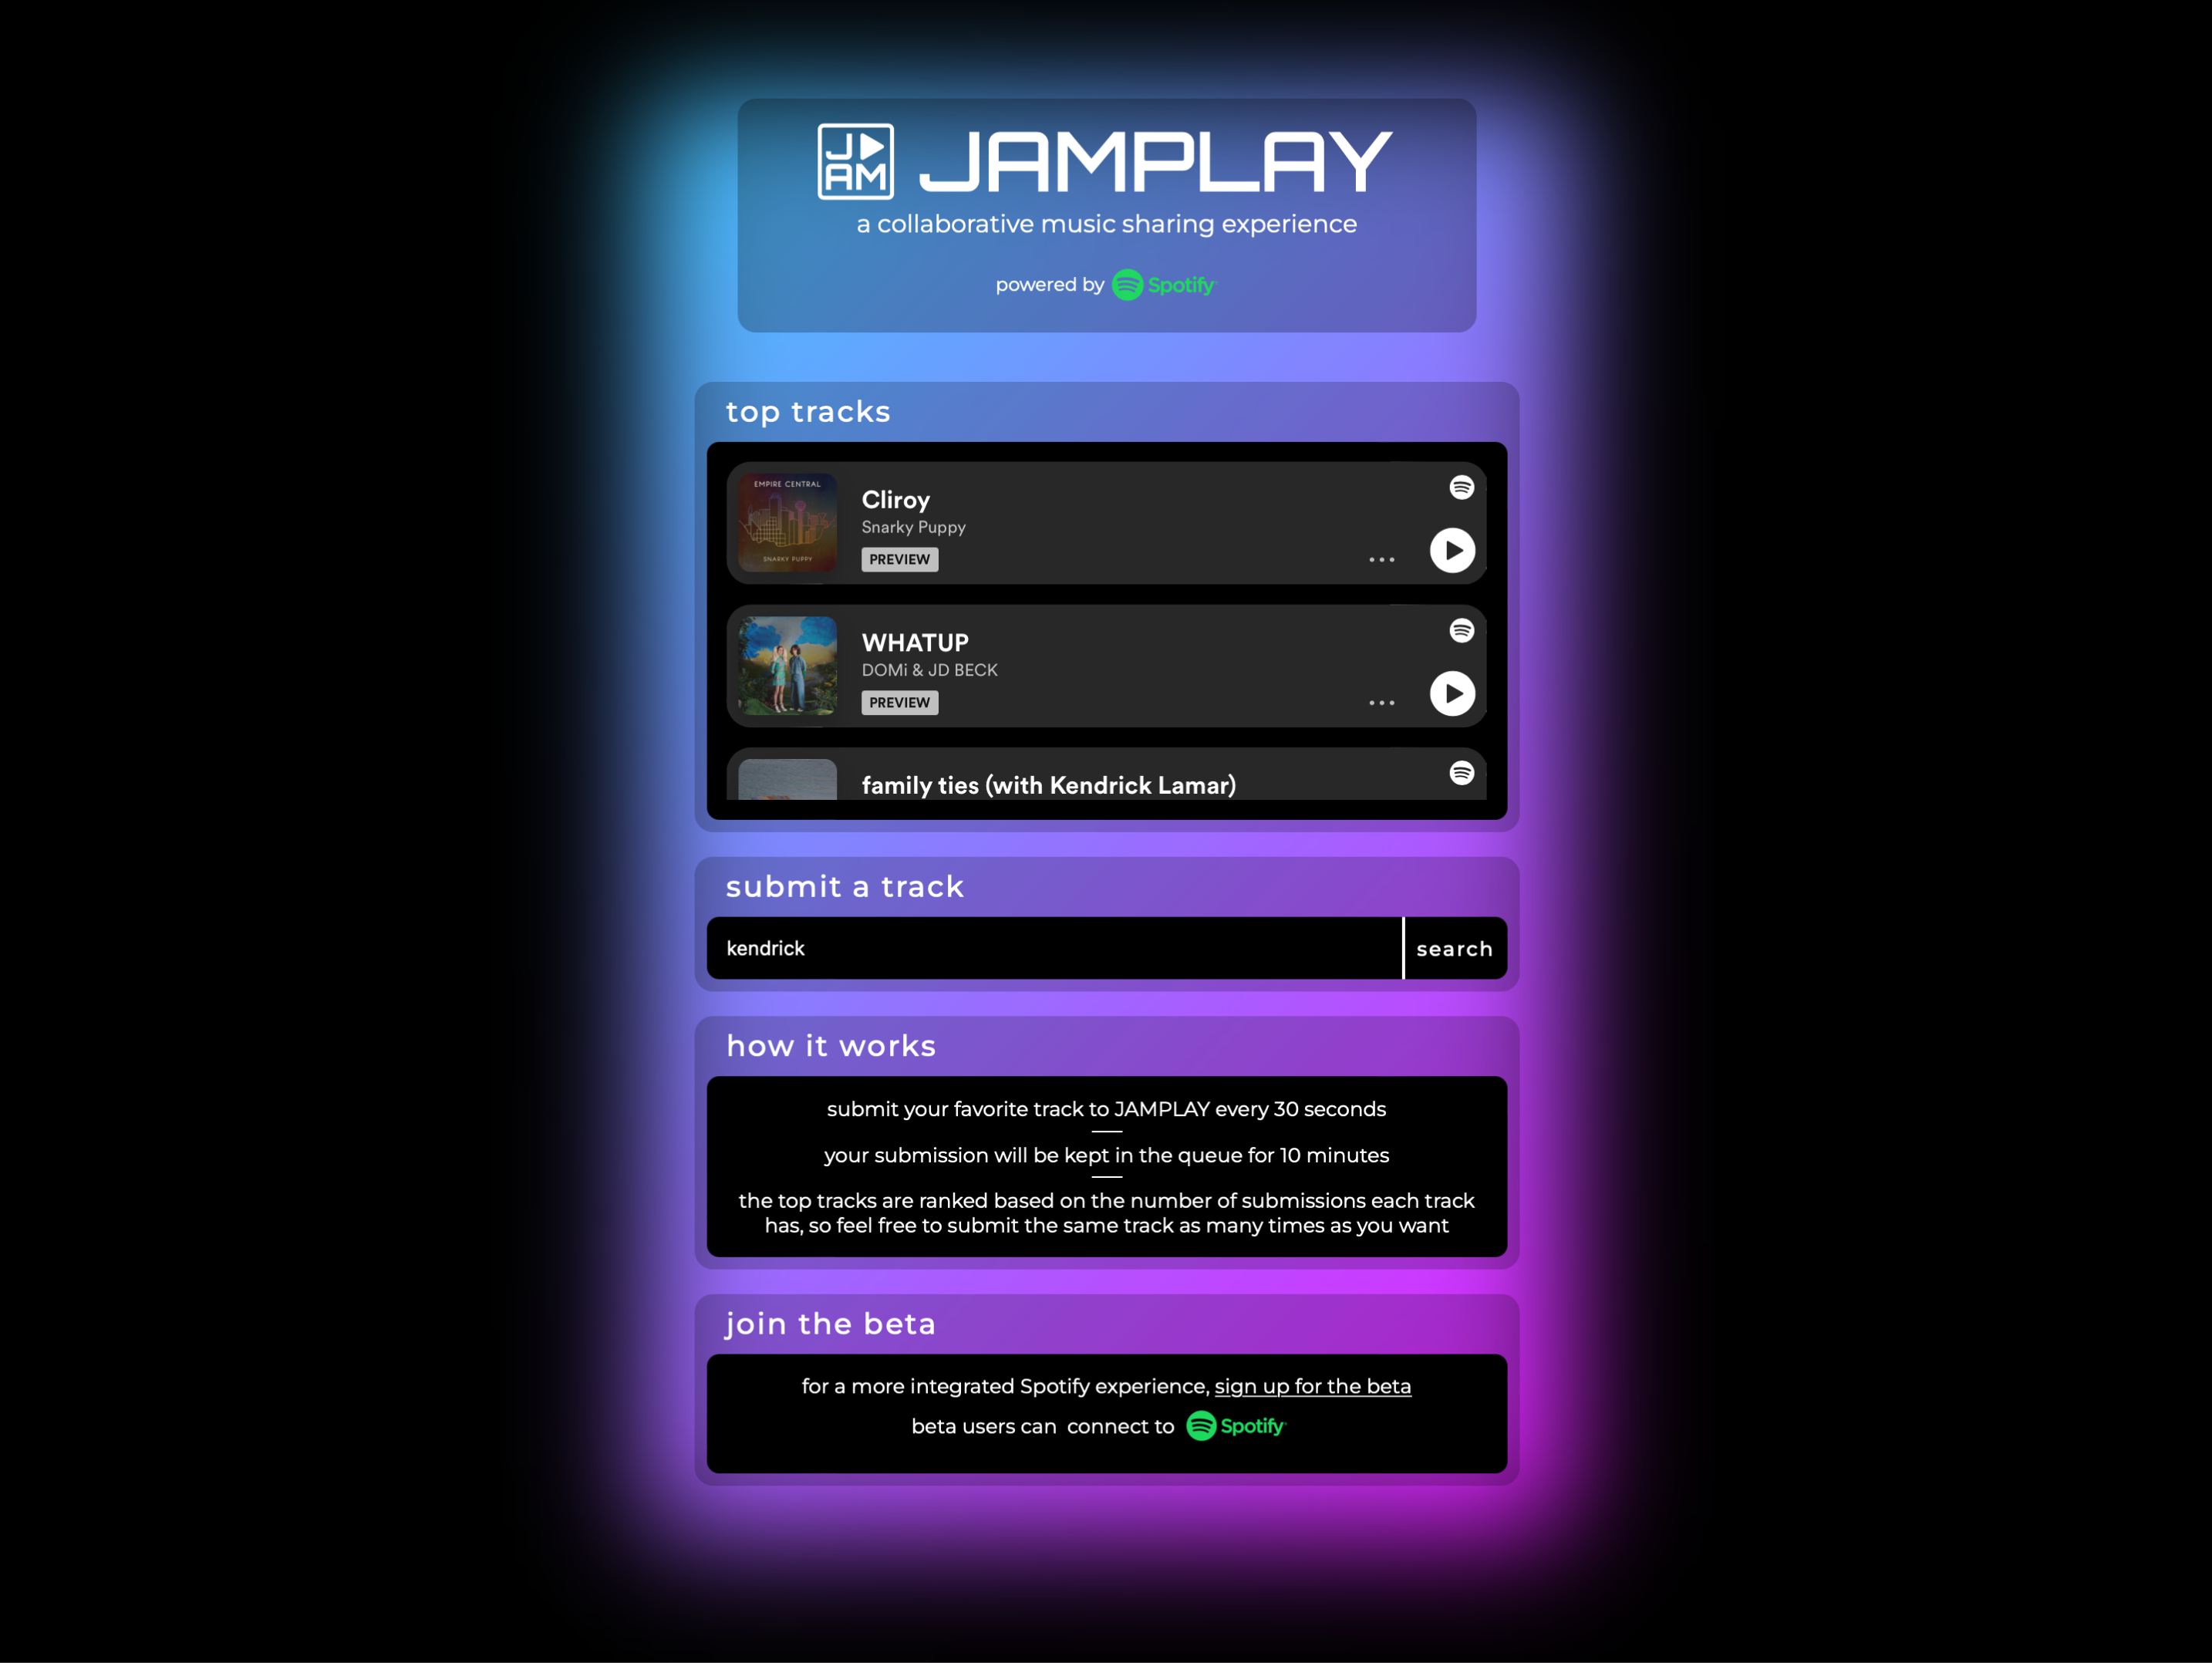 J AM JAMPLAY
a collaborative music sharing experience
powered by Spotify
top tracks
EMPIRE CENTRAL
SNARKY PUPPY
Cliroy
Snarky Puppy
PREVIEW
WHATUP
DOMi & JD BECK
PREVIEW
family ties (with Kendrick Lamar)
submit a track
kendrick
search
how it works
submit your favorite track to JAMPLAY every 30 seconds
your submission will be kept in the queue for 10 minutes
the top tracks are ranked based on the number of submissions each track
has, so feel free to submit the same track as many times as you want
join the beta
for a more integrated Spotify experience, sign up for the beta
beta users can connect to Spotify